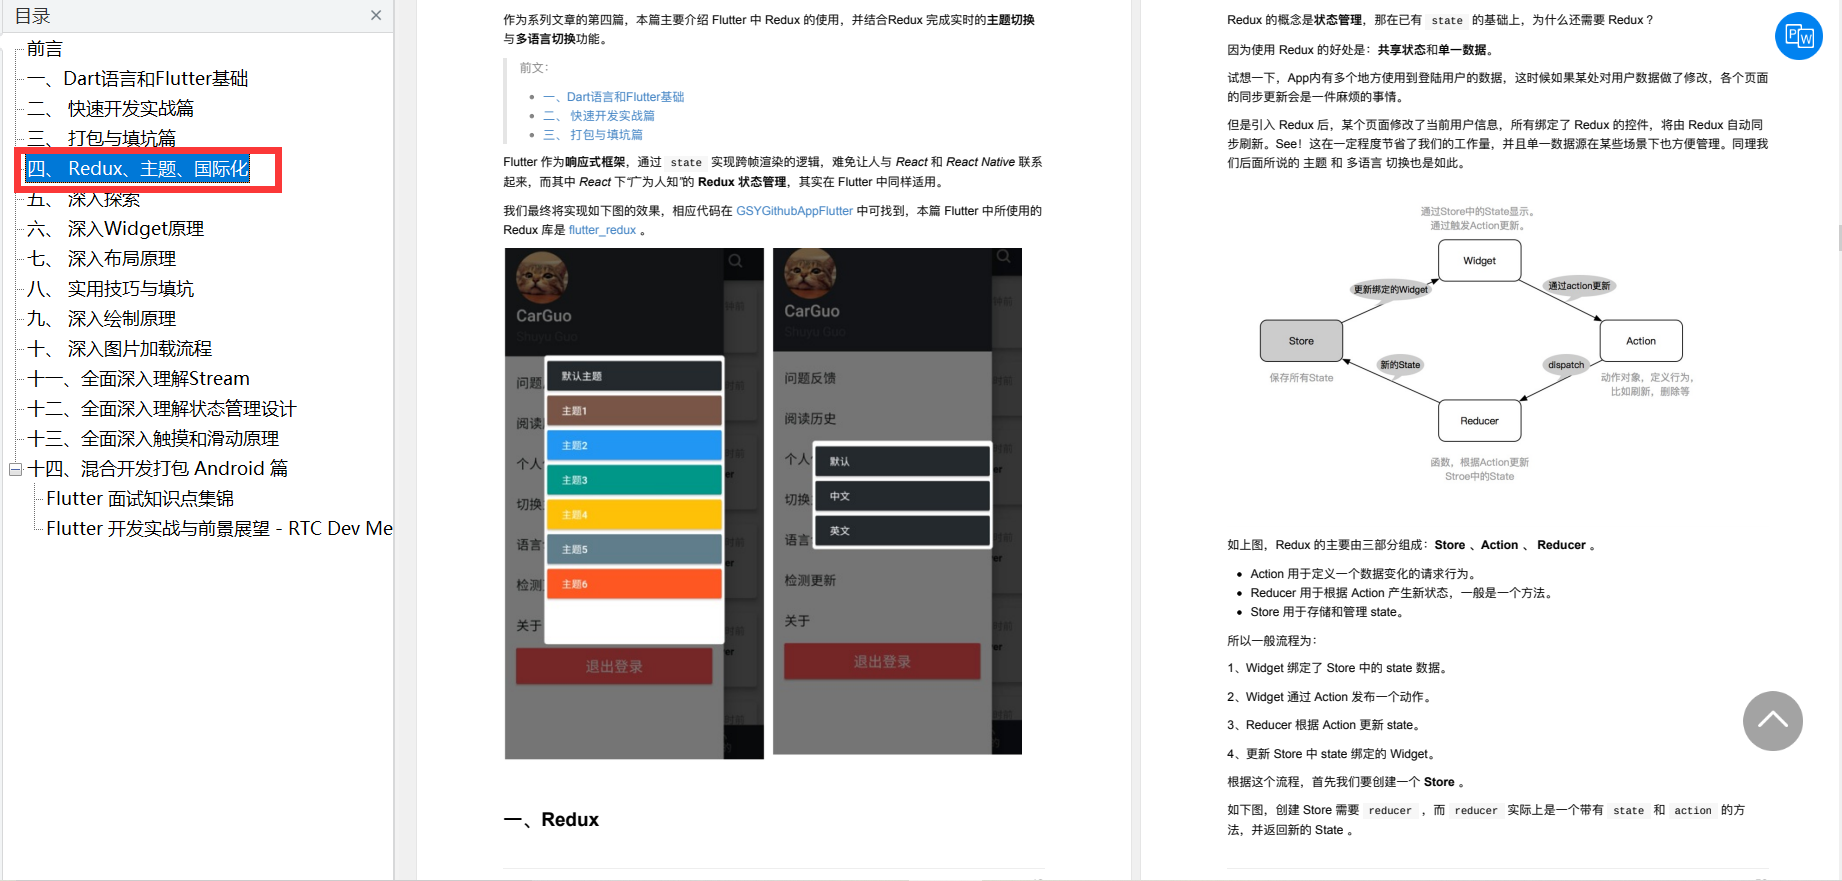 目录
前言
一、Dart语言和Flutter基础
二、 快速开发实战篇
三、 打包与填坑篇
四、 Redux、主题、国际化
五、 深入探索
六、 深入Widget原理
七、 深入布局原理
八、 实用技巧与填坑
九、 深入绘制原理
十、 深入图片加载流程
十一、全面深入理解Stream
十二、全面深入理解状态管理设计
十三、全面深入触摸和滑动原理
十四、混合开发打包 Android 篇
Flutter 面试知识点集锦
Flutter 开发实战与前景展望 - RTC Dev Me
作为系列文章的第四篇，本篇主要介绍 Flutter 中 Redux 的使用，并结合Redux 完成实时的主题切换
与多语言切换功能。
前文：
一、Dart语言和Flutter基础
二、 快速开发实战篇
三、 打包与填坑篇
Flutter 作为响应式框架，通过 state 实现跨帧渲染的逻辑，难免让人与 React 和 React Native 联系
起来，而其中 React 下“广为人知”的 Redux 状态管理，其实在 Flutter 中同样适用。
我们最终将实现如下图的效果，相应代码在 GSYGithubAppFlutter 中可找到，本篇 Flutter 中所使用的
Redux 库是 flutter_redux 。
CarGuo
Shuyu Guo
问题
阅读
个人
切换
语言
检测
关于
默认主题
主题1
主题2
主题3
主题4
主题5
主题6
退出登录
CarGuo
Shuyu Guo
问题反馈
阅读历史
个人
切换
语言
默认
中文
英文
检测更新
关于
退出登录
一、Redux
Redux 的概念是状态管理，那在已有 state 的基础上，为什么还需要 Redux ？
因为使用 Redux 的好处是：共享状态和单一数据。
试想一下，App内有多个地方使用到登陆用户的数据，这时候如果某处对用户数据做了修改，各个页面
的同步更新会是一件麻烦的事情。
但是引入 Redux 后，某个页面修改了当前用户信息，所有绑定了 Redux 的控件，将由 Redux 自动同
步刷新。See！这在一定程度节省了我们的工作量，并且单一数据源在某些场景下也方便管理。同理我
们后面所说的 主题 和 多语言 切换也是如此。
通过Store中的State显示。
通过触发Action更新。
Widget
更新绑定的Widget
通过action更新
Store
Action
新的State
dispatch
保存所有State
动作对象，定义行为，
比如刷新，删除等
Reducer
函数，根据Action更新
Stroe中的State
如上图，Redux 的主要由三部分组成：Store 、Action 、 Reducer 。
Action 用于定义一个数据变化的请求行为。
Reducer 用于根据 Action 产生新状态，一般是一个方法。
Store 用于存储和管理 state。
所以一般流程为：
1、Widget 绑定了 Store 中的 state 数据。
2、Widget 通过 Action 发布一个动作。
3、Reducer 根据 Action 更新 state。
4、更新 Store 中 state 绑定的 Widget。
根据这个流程，首先我们要创建一个 Store 。
如下图，创建 Store 需要 reducer ，而 reducer 实际上是一个带有 state 和 action 的方
法，并返回新的 State 。